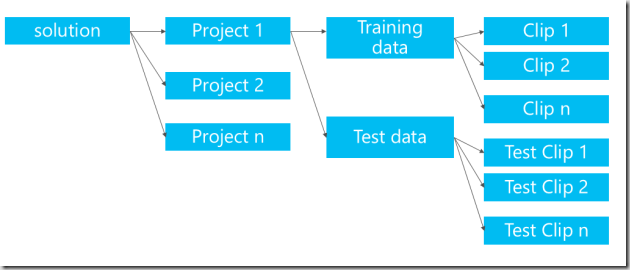 solution
Project 1
Project 2
Project n
Training
data
Test data
Clip 1
Clip 2
Clip n
Test Clip 1
Test Clip 2
Test Clip n